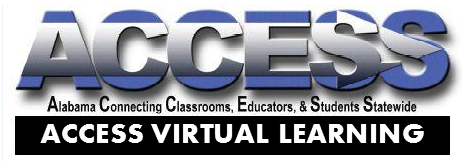 ACCESS
Alabama Connecting Classrooms, Educators, & Students Statewide
ACCESS VIRTUAL LEARNING